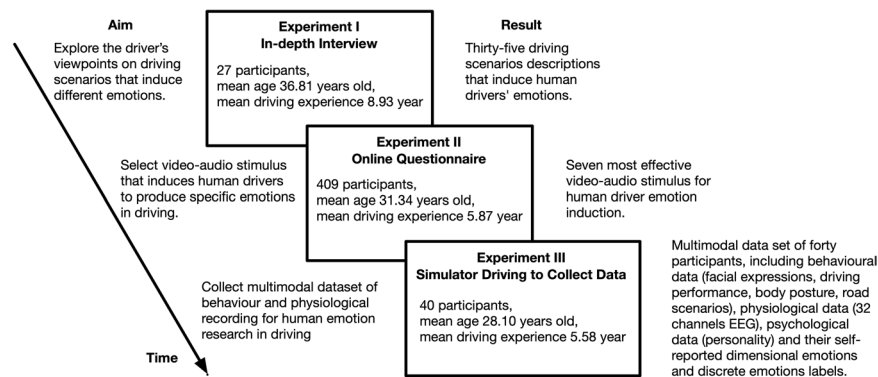 Aim
Explore the driver's
viewpoints on driving
scenarios that induce
different emotions.
Experiment I
In-depth Interview
27 participants,
mean age 36.81 years old,
mean driving experience 8.93 year
Result
Thirty-five driving
scenarios descriptions
that induce human
drivers' emotions.
Select video-audio stimulus
that induces human drivers
to produce specific emotions
in driving.
Experiment II
Online Questionnaire
409 participants,
mean age 31.34 years old,
mean driving experience 5.87 year
Seven most effective
video-audio stimulus for
human driver emotion
induction.
Collect multimodal dataset of
behaviour and physiological
recording for human emotion
research in driving
Experiment III
Simulator Driving to Collect Data
40 participants,
mean age 28.10 years old,
mean driving experience 5.58 year
Multimodal data set of forty
participants, including behavioural
data (facial expressions, driving
performance, body posture, road
scenarios), physiological data (32
channels EEG), psychological
data (personality) and their self-
reported dimensional emotions
and discrete emotions labels.
Time